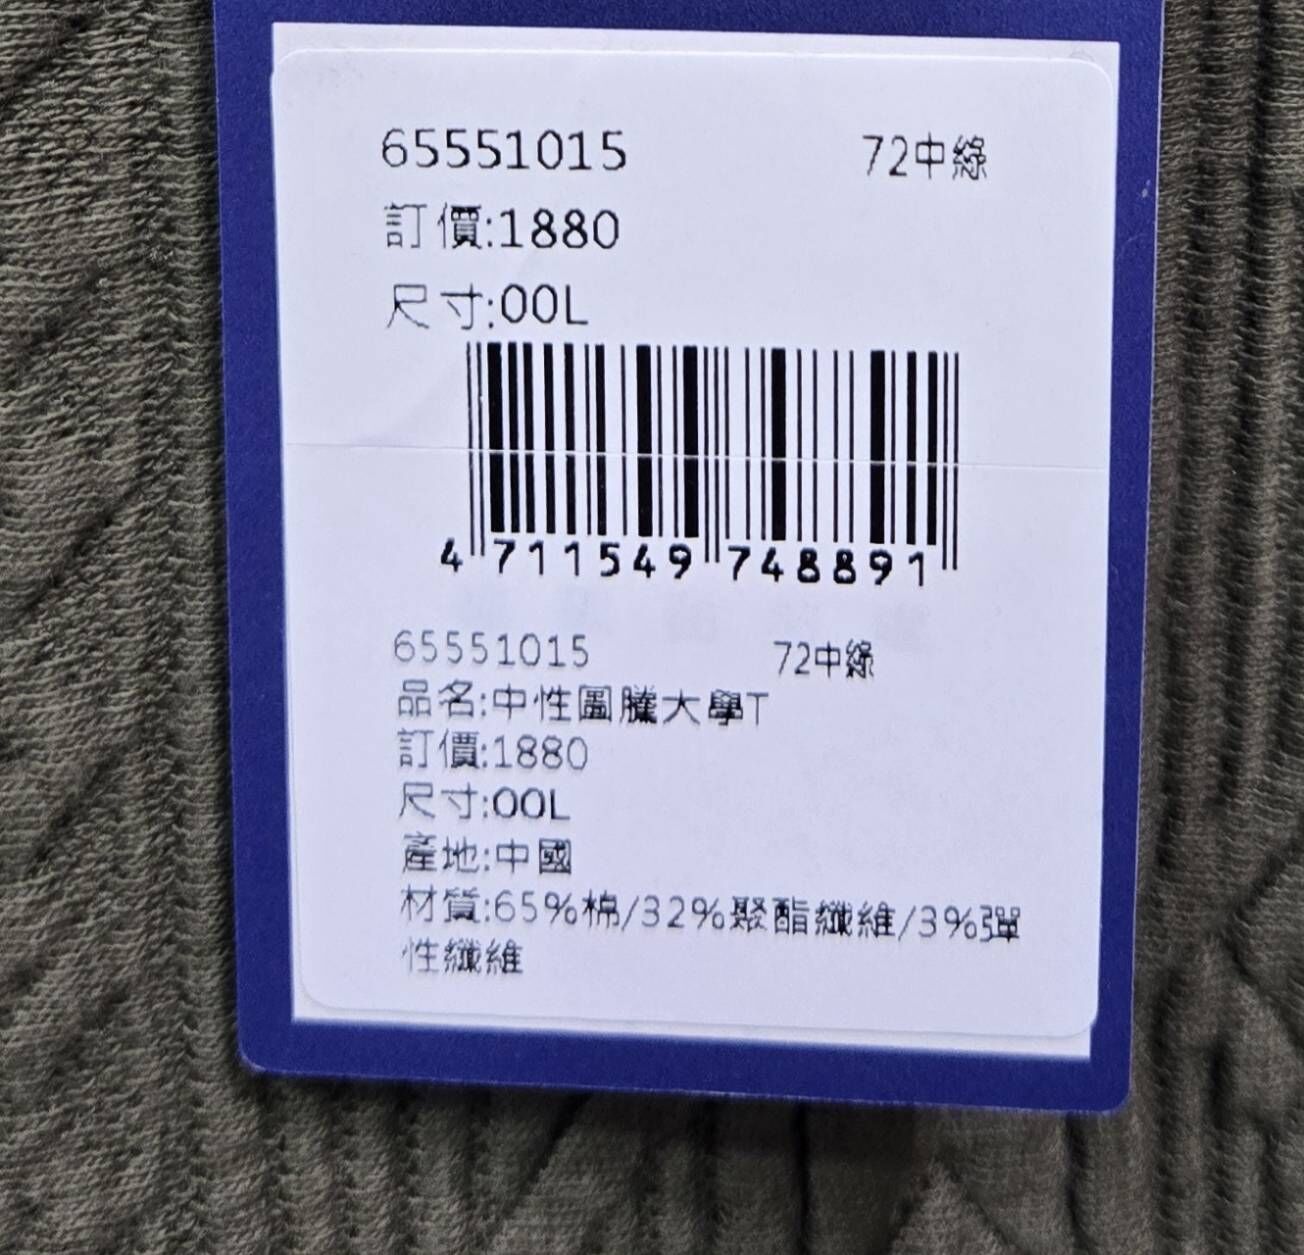 65551015 72中綠
訂價:1880
尺寸:00L
4 711549 748891
65551015 72中綠
品名:中性圖騰大學T
訂價:1880
尺寸:00L
產地:中國
材質:65%棉/32%聚酯纖維/3%彈
性纖維